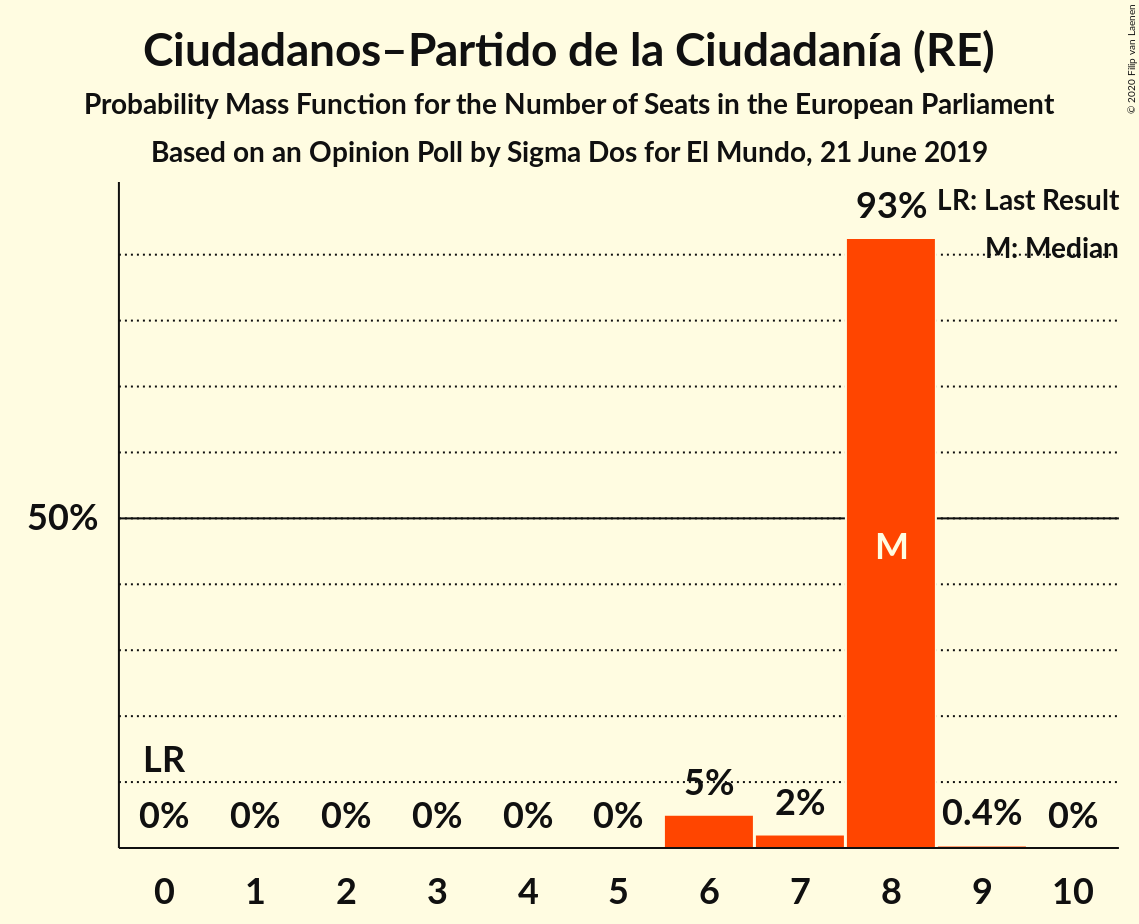 Ciudadanos–Partido de la Ciudadanía (RE)
Probability Mass Function for the Number of Seats in the European Parliament
Based on an Opinion Poll by Sigma Dos for El Mundo, 21 June 2019
© 2020 Filip van Laenen
LR: Last Result
M: Median
93%
50%
M
LR
0% 0% 0% 0% 0% 0% 5% 2% 0.4% 0%
0 1 2 3 4 5 6 7 8 9 10